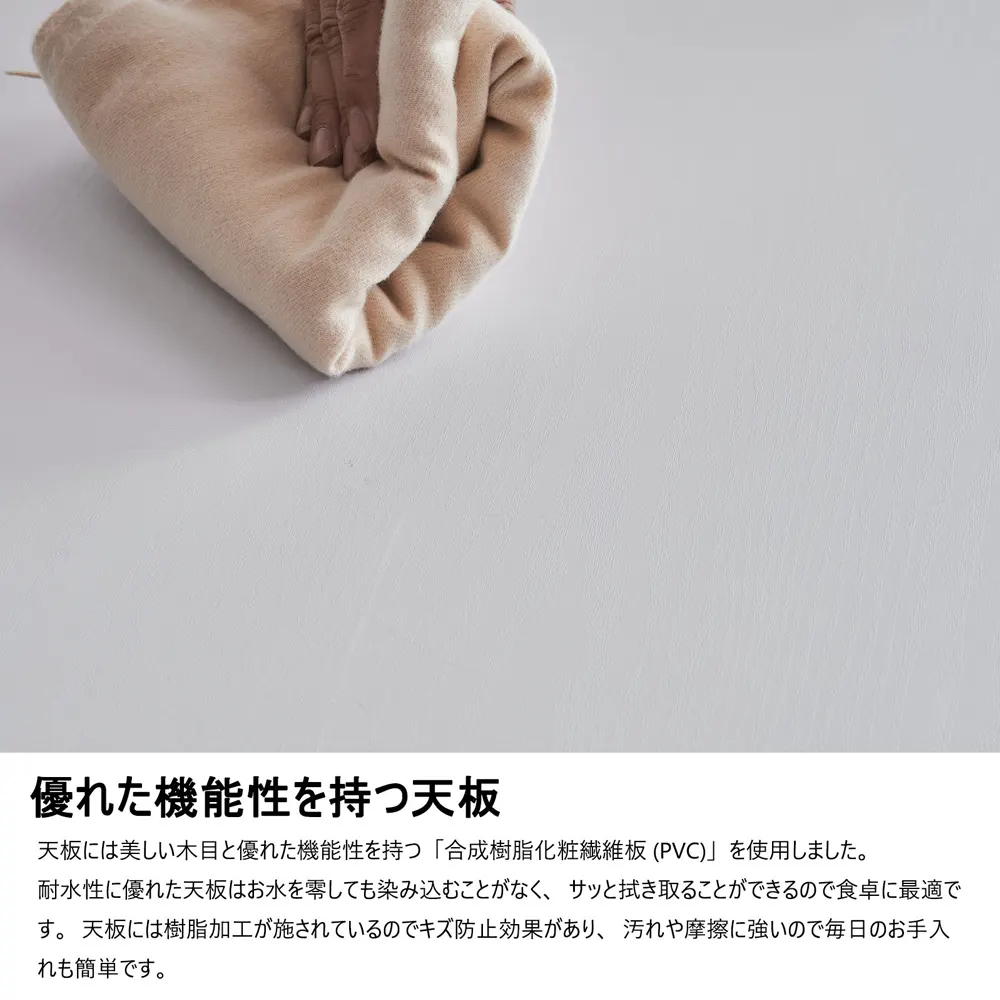 優れた機能性を持つ天板
天板には美しい木目と優れた機能性を持つ「合成樹脂化粧繊維板 (PVC)」を使用しました。
耐水性に優れた天板はお水を零しても染み込むことがなく、 サッと拭き取ることができるので食卓に最適で
す。 天板には樹脂加工が施されているのでキズ防止効果があり、 汚れや摩擦に強いので毎日のお手入
れも簡単です。